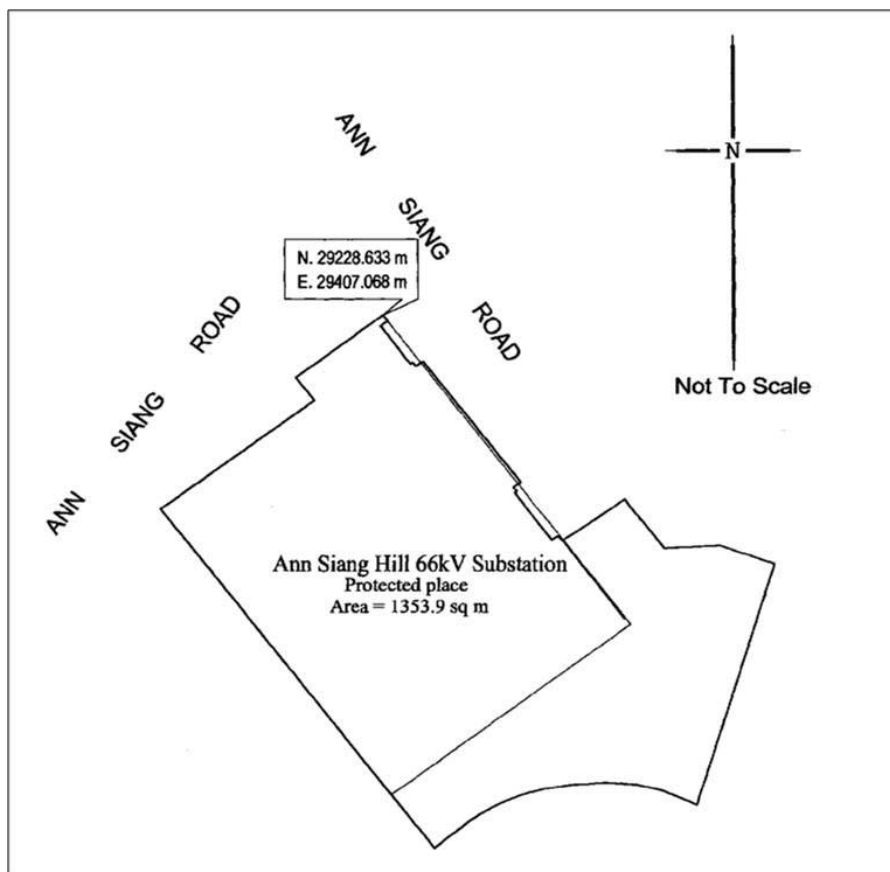 ANN SIANG ROAD
N
N. 29228.633 m
E. 29407.068 m
ANN SIANG ROAD
Not To Scale
Ann Siang Hill 66kV Substation
Protected place
Area = 1353.9 sq m